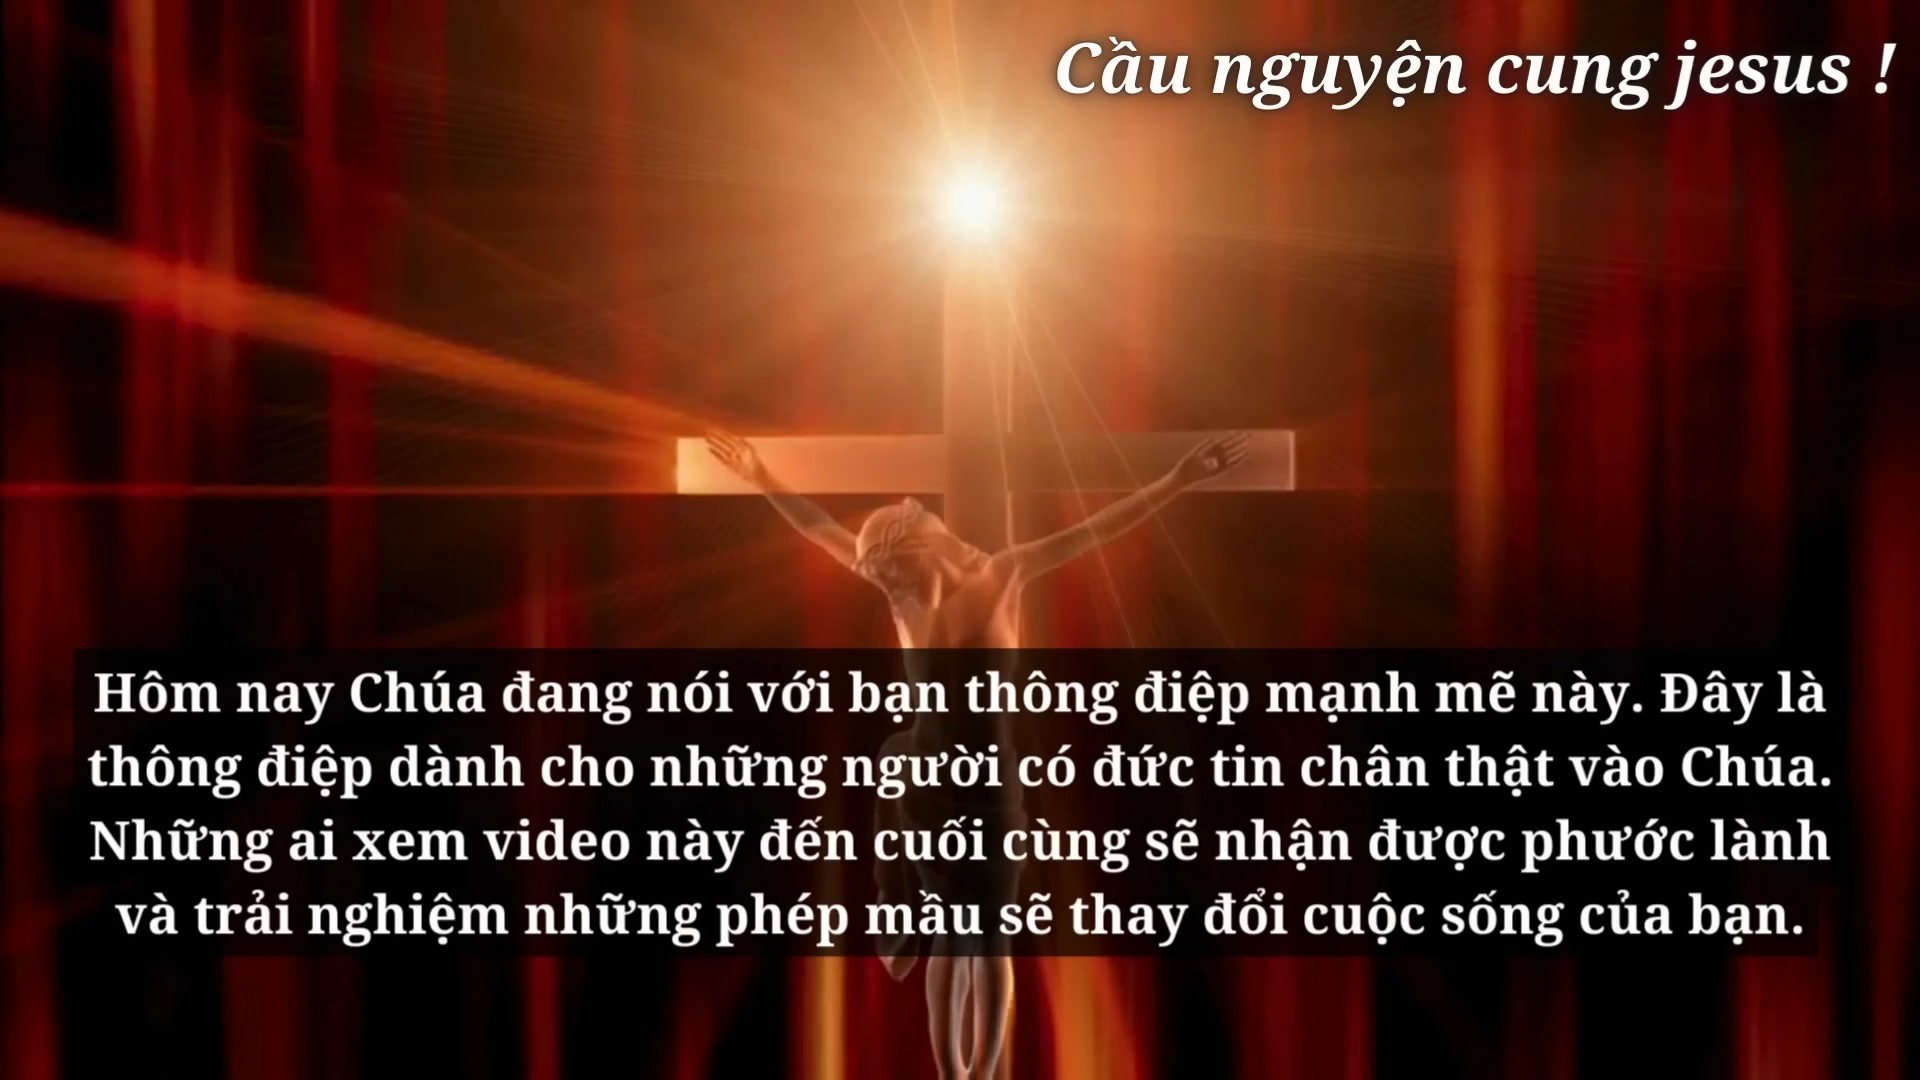 Cầu nguyện cung jesus !
Hôm nay Chúa đang nói với bạn thông điệp mạnh mẽ này. Đây là
thông điệp dành cho những người có đức tin chân thật vào Chúa.
Những ai xem video này đến cuối cùng sẽ nhận được phước lành
và trải nghiệm những phép mầu sẽ thay đổi cuộc sống của bạn.